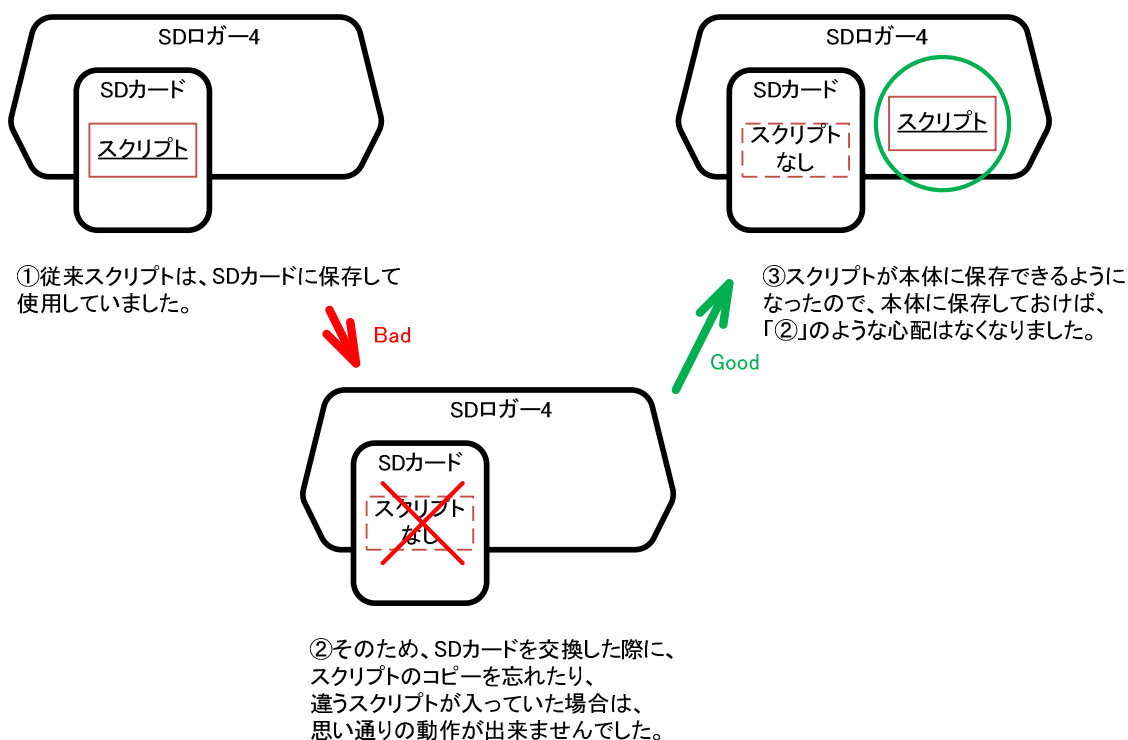 SDロガー4
SDカード
スクリプト
①従来スクリプトは、SDカードに保存して
使用していました。
Bad
SDロガー4
SDカード
スクリプト
なし
②そのため、SDカードを交換した際に、
スクリプトのコピーを忘れたり、
違うスクリプトが入っていた場合は、
思い通りの動作が出来ませんでした。
Good
SDロガー4
SDカード
スクリプト
なし
スクリプト
③スクリプトが本体に保存できるように
なったので、本体に保存しておけば、
「②」のような心配はなくなりました。